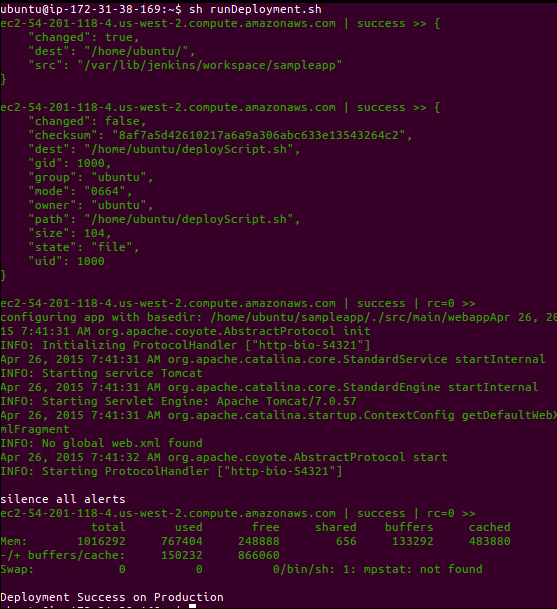 ubuntu@ip-172-31-38-169:~$ sh runDeployment.sh
ec2-54-201-118-4.us-west-2.compute.amazonaws.com | success >> {
    "changed": true,
    "dest": "/home/ubuntu/",
    "src": "/var/lib/jenkins/workspace/sampleapp"
}
ec2-54-201-118-4.us-west-2.compute.amazonaws.com | success >> {
    "changed": false,
    "checksum": "8af7a5d42610217a6a9a306abc633e13543264c2",
    "dest": "/home/ubuntu/deployScript.sh",
    "gid": 1000,
    "group": "ubuntu",
    "mode": "0664",
    "owner": "ubuntu",
    "path": "/home/ubuntu/deployScript.sh",
    "size": 104,
    "state": "file",
    "uid": 1000
}
ec2-54-201-118-4.us-west-2.compute.amazonaws.com | success | rc=0 >>
configuring app with basedir: /home/ubuntu/sampleapp/./src/main/webappApr 26, 20
15 7:41:31 AM org.apache.coyote.AbstractProtocol init
INFO: Initializing ProtocolHandler ["http-bio-54321"]
Apr 26, 2015 7:41:31 AM org.apache.catalina.core.StandardService startInternal
INFO: Starting service Tomcat
Apr 26, 2015 7:41:31 AM org.apache.catalina.core.StandardEngine startInternal
INFO: Starting Servlet Engine: Apache Tomcat/7.0.57
Apr 26, 2015 7:41:31 AM org.apache.catalina.startup.ContextConfig getDefaultWebX
mlFragment
INFO: No global web.xml found
Apr 26, 2015 7:41:32 AM org.apache.coyote.AbstractProtocol start
INFO: Starting ProtocolHandler ["http-bio-54321"]
silence all alerts
ec2-54-201-118-4.us-west-2.compute.amazonaws.com | success | rc=0 >>
             total       used       free     shared    buffers     cached
Mem:       1016292     767404     248888        656     133292     483880
-/+ buffers/cache:     150232     866060
Swap:            0          0          0/bin/sh: 1: mpstat: not found
Deployment Success on Production